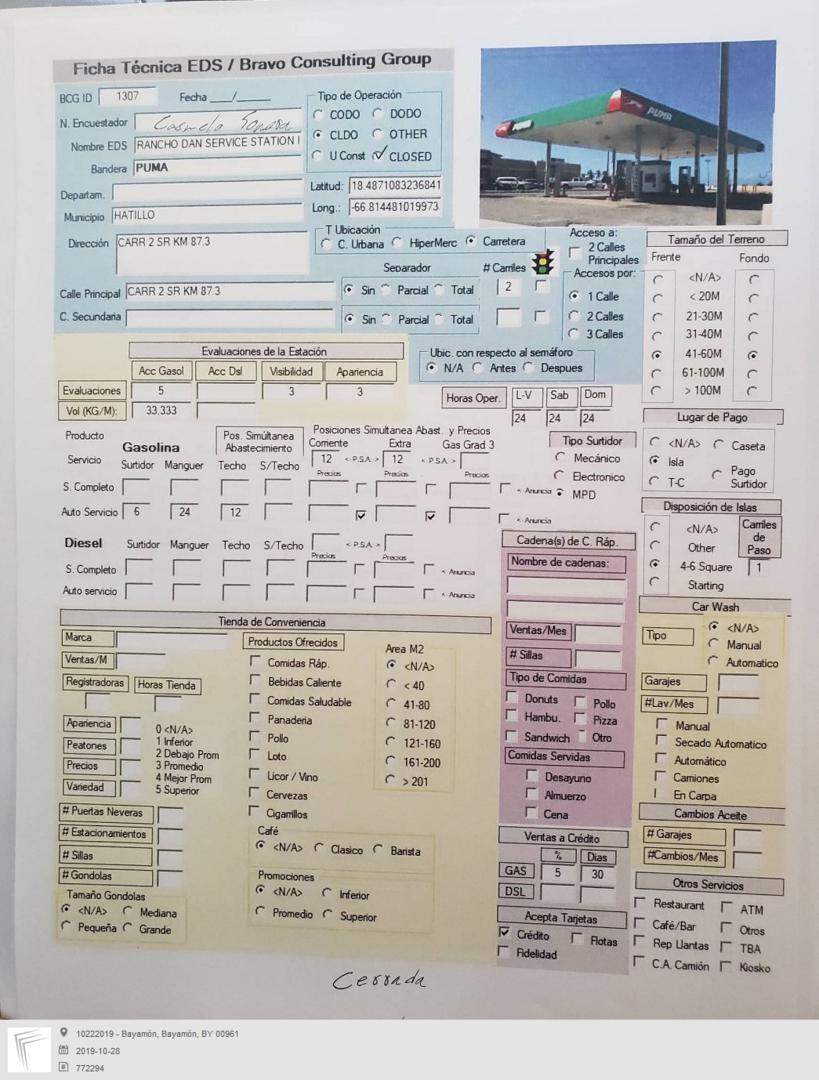 Ficha Técnica EDS / Bravo Consulting Group
BCG ID 1307 Fecha ___/_____
N. Encuestador
Nombre EDS RANCHO DAN SERVICE STATION I
Bandera PUMA
Departam.
Municipio HATILLO
Dirección CARR 2 SR KM 87.3
Calle Principal CARR 2 SR KM 87.3
C. Secundaria
Tipo de Operación
CODO DODO
CLDO OTHER
U Const CLOSED
Latitud: 18.4871083236841
Long.: -66.814481019973
PUMA
T Ubicación
C. Urbana HiperMerc Carretera
Separador # Carriles
Sin Parcial Total 2
Sin Parcial Total
Acceso a:
2 Calles
Principales
Accesos por:
1 Calle
2 Calles
3 Calles
Ubic. con respecto al semáforo
N/A Antes Despues
Tamaño del Terreno
Frente Fondo
<N/A>
< 20M
21-30M
31-40M
41-60M
61-100M
> 100M
Evaluaciones de la Estación
Acc Gasol Acc Dsl Visibilidad Apariencia
Evaluaciones 5 3 3
Vol (KG/M): 33,333
Horas Oper. L-V Sab Dom
24 24 24
Producto
Servicio
Gasolina
Surtidor Manguer
Pos. Simúltanea
Abastecimiento
Techo S/Techo
Posiciones Simultanea Abast. y Precios
Corriente Extra Gas Grad 3
12 < P.S.A.> 12 < P.S.A.>
Precios Precios Precios
S. Completo < Anuncia
Auto Servicio 6 24 12 < Anuncia
Tipo Surtidor
Mecánico
Electronico
MPD
Lugar de Pago
<N/A> Caseta
Isla
T-C Pago
Surtidor
Diesel Surtidor Manguer Techo S/Techo < P.S.A.>
Precios Precios
S. Completo < Anuncia
Auto servicio < Anuncia
Disposición de Islas
<N/A>
Other
4-6 Square
Starting
Carriles
de
Paso
1
Cadena(s) de C. Ráp.
Nombre de cadenas:
Ventas/Mes
# Sillas
Tipo de Comidas
Donuts Pollo
Hambu. Pizza
Sandwich Otro
Comidas Servidas
Desayuno
Almuerzo
Cena
Car Wash
Tipo <N/A>
Manual
Automatico
Garajes
#Lav/Mes
Manual
Secado Automatico
Automático
Camiones
En Carpa
Cambios Aceite
# Garajes
#Cambios/Mes
Tienda de Conveniencia
Marca
Ventas/M
Registradoras Horas Tienda
Apariencia
Peatones
Precios
Variedad
0 <N/A>
1 Inferior
2 Debajo Prom
3 Promedio
4 Mejor Prom
5 Superior
# Puertas Neveras
# Estacionamientos
# Sillas
# Gondolas
Tamaño Gondolas
<N/A> Mediana
Pequeña Grande
Productos Ofrecidos
Comidas Ráp.
Bebidas Caliente
Comidas Saludable
Panaderia
Pollo
Loto
Licor / Vino
Cervezas
Cigarrillos
Area M2
<N/A>
< 40
41-80
81-120
121-160
161-200
> 201
Café
<N/A> Clasico Barista
Promociones
<N/A> Inferior
Promedio Superior
Ventas a Crédito
% Dias
GAS 5 30
DSL
Acepta Tarjetas
Crédito Flotas
Fidelidad
Otros Servicios
Restaurant ATM
Café/Bar Otros
Rep Llantas TBA
C.A. Camión Kiosko
Cerrada
10222019 - Bayamòn, Bayamòn, BY 00961
2019-10-28
772294